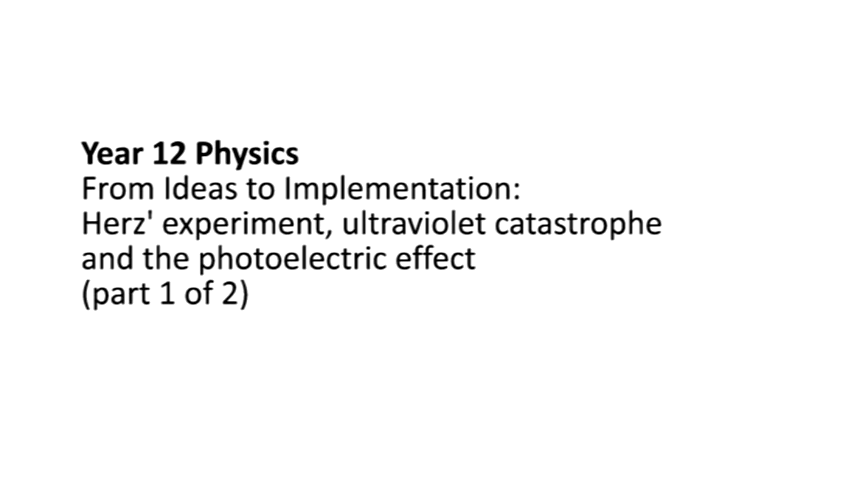 Year 12 Physics
From Ideas to Implementation:
Herz' experiment, ultraviolet catastrophe
and the photoelectric effect
(part 1 of 2)